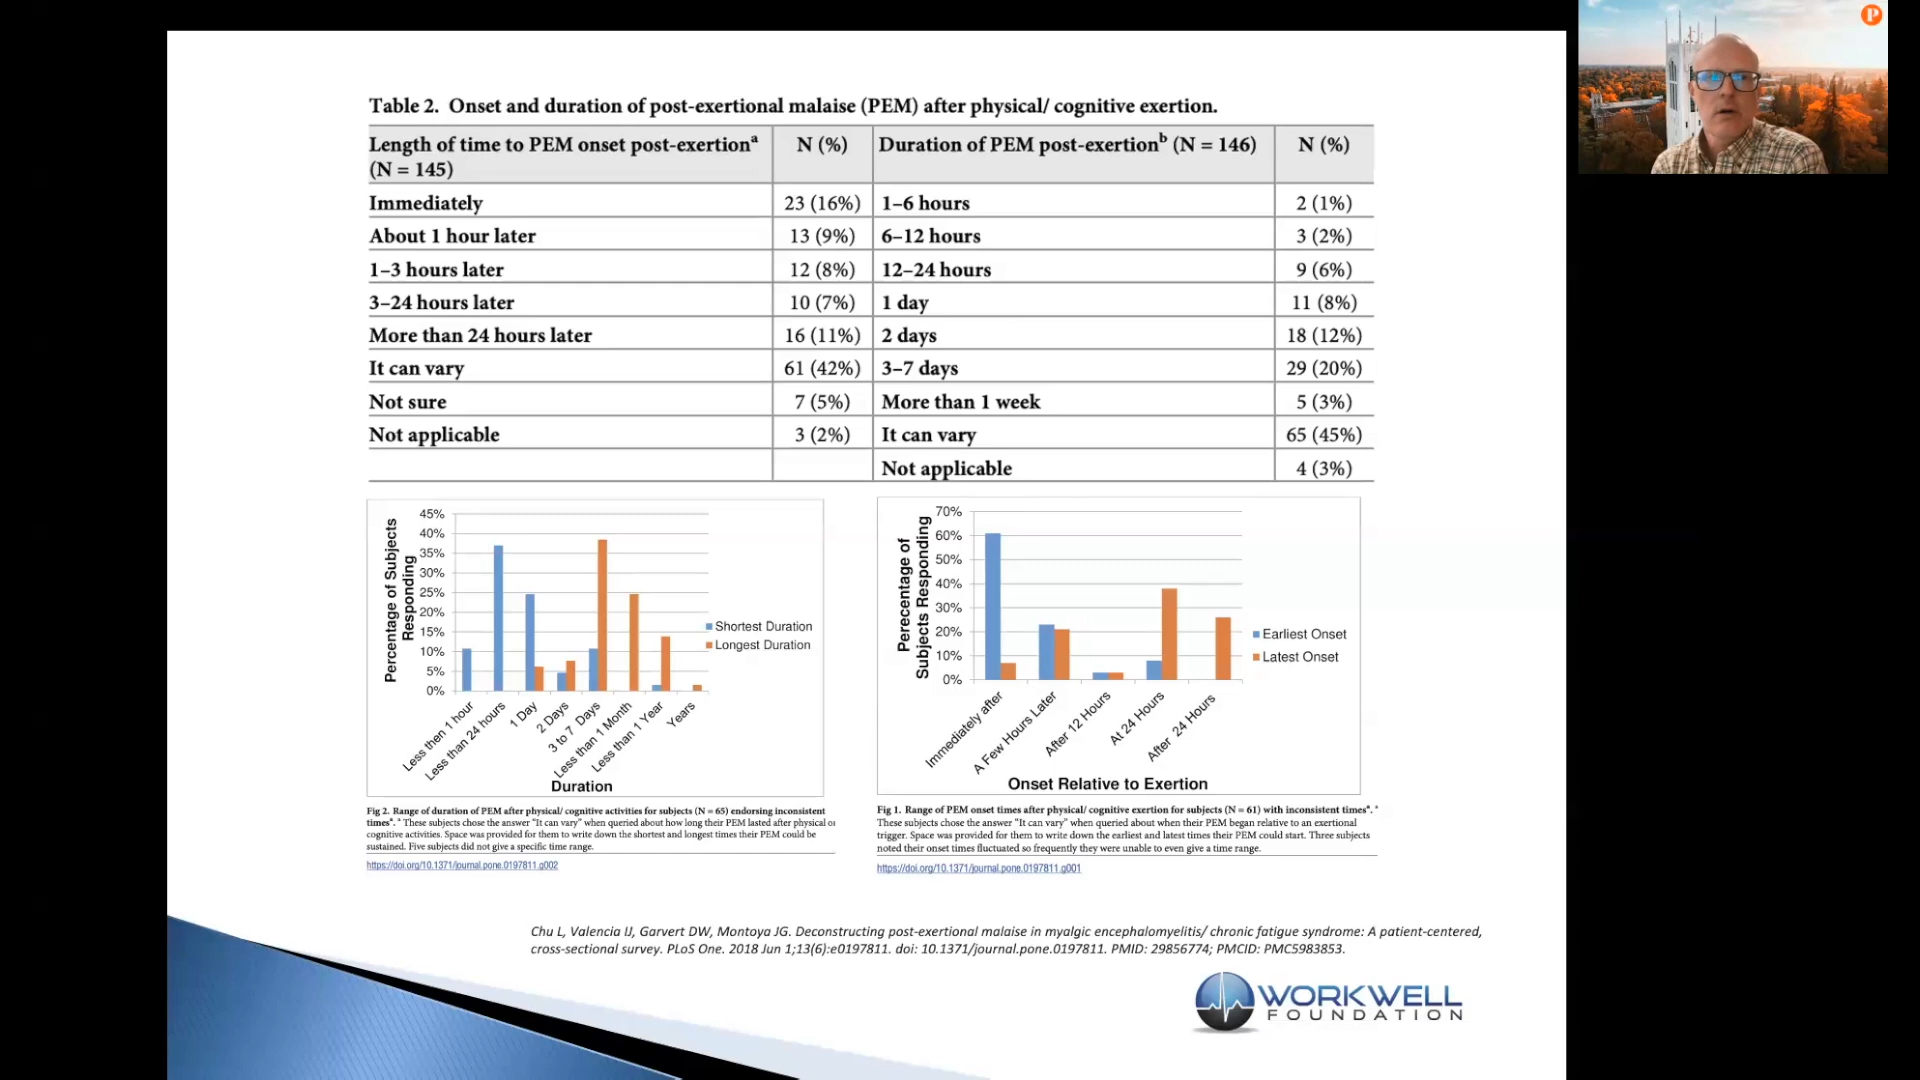 Table 2. Onset and duration of post-exertional malaise (PEM) after physical/ cognitive exertion.
Length of time to PEM onset post-exertionᵃ (N = 145) N (%) Duration of PEM post-exertionᵇ (N = 146) N (%)
Immediately 23 (16%) 1–6 hours 2 (1%)
About 1 hour later 13 (9%) 6–12 hours 3 (2%)
1–3 hours later 12 (8%) 12–24 hours 9 (6%)
3–24 hours later 10 (7%) 1 day 11 (8%)
More than 24 hours later 16 (11%) 2 days 18 (12%)
It can vary 61 (42%) 3–7 days 29 (20%)
Not sure 7 (5%) More than 1 week 5 (3%)
Not applicable 3 (2%) It can vary 65 (45%)
Not applicable 4 (3%)
Percentage of Subjects
Responding
45%
40%
35%
30%
25%
20%
15%
10%
5%
0%
Less then 1 hour
Less than 24 hours
1 Day
2 Days
3 to 7 Days
Less than 1 Month
Less than 1 Year
Years
Duration
Shortest Duration
Longest Duration
Fig 2. Range of duration of PEM after physical/ cognitive activities for subjects (N = 65) endorsing inconsistent
timesᵃ. ᵃ These subjects chose the answer “It can vary” when queried about how long their PEM lasted after physical or
cognitive activities. Space was provided for them to write down the shortest and longest times their PEM could be
sustained. Five subjects did not give a specific time range.
https://doi.org/10.1371/journal.pone.0197811.g002
Perecentage of
Subjects Responding
70%
60%
50%
40%
30%
20%
10%
0%
Immediately after
A Few Hours Later
After 12 Hours
At 24 Hours
After 24 Hours
Onset Relative to Exertion
Earliest Onset
Latest Onset
Fig 1. Range of PEM onset times after physical/ cognitive exertion for subjects (N = 61) with inconsistent timesᵃ. ᵃ
These subjects chose the answer “It can vary” when queried about when their PEM began relative to an exertional
trigger. Space was provided for them to write down the earliest and latest times their PEM could start. Three subjects
noted their onset times fluctuated so frequently they were unable to even give a time range.
https://doi.org/10.1371/journal.pone.0197811.g001
Chu L, Valencia IJ, Garvert DW, Montoya JG. Deconstructing post-exertional malaise in myalgic encephalomyelitis/ chronic fatigue syndrome: A patient-centered,
cross-sectional survey. PLoS One. 2018 Jun 1;13(6):e0197811. doi: 10.1371/journal.pone.0197811. PMID: 29856774; PMCID: PMC5983853.
WORKWELL
FOUNDATION
P